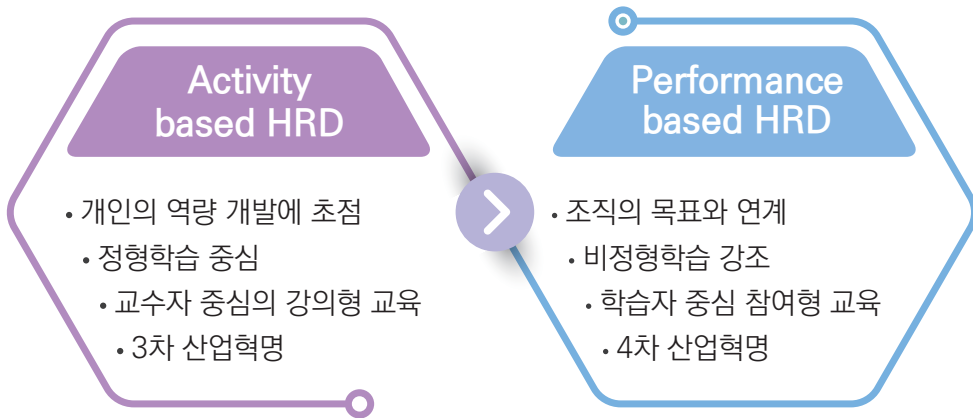 Activity
based HRD
• 개인의 역량 개발에 초점
• 정형학습 중심
• 교수자 중심의 강의형 교육
• 3차 산업혁명
Performance
based HRD
• 조직의 목표와 연계
• 비정형학습 강조
• 학습자 중심 참여형 교육
• 4차 산업혁명